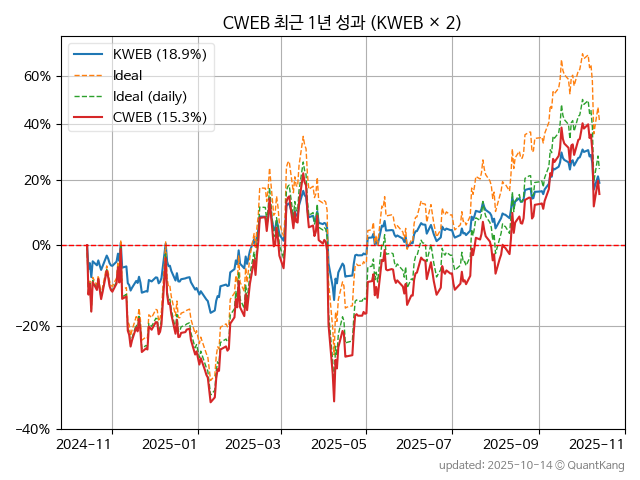 CWEB 최근 1년 성과 (KWEB × 2)
KWEB (18.9%)
Ideal
Ideal (daily)
CWEB (15.3%)
60%
40%
20%
0%
−20%
−40%
2024−11
2025−01
2025−03
2025−05
2025−07
2025−09
2025−11
updated: 2025-10-14 © QuantKang